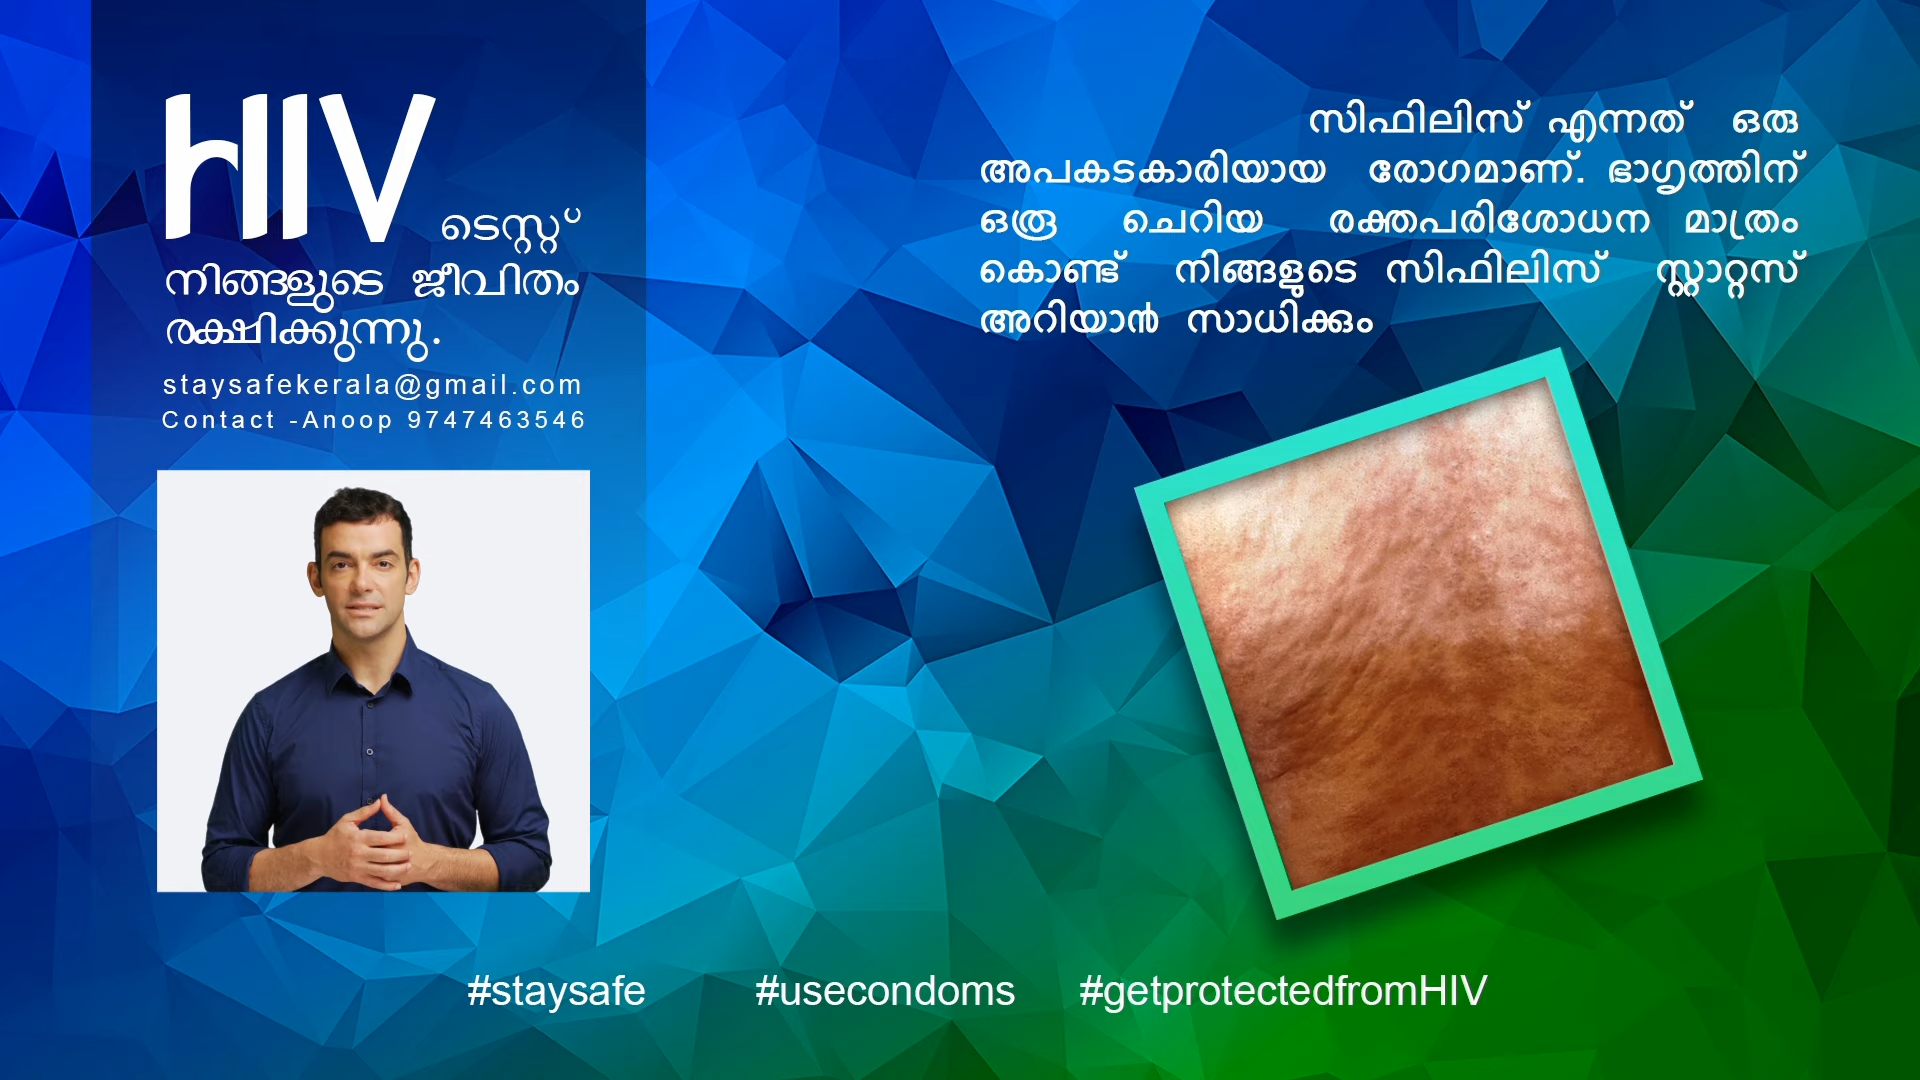 HIV ടെസ്റ്റ്
നിങ്ങളുടെ ജീവിതം
രക്ഷിക്കുന്നു.
staysafekerala@gmail.com
Contact -Anoop 9747463546
സിഫിലിസ് എന്നത് ഒരു
അപകടകാരിയായ രോഗമാണ്. ഭാഗൃത്തിന്
ഒരു ചെറിയ രക്തപരിശോധന മാത്രം
കൊണ്ട് നിങ്ങളുടെ സിഫിലിസ് സ്റ്റാറ്റസ്
അറിയാൻ സാധിക്കും
#staysafe #usecondoms #getprotectedfromHIV